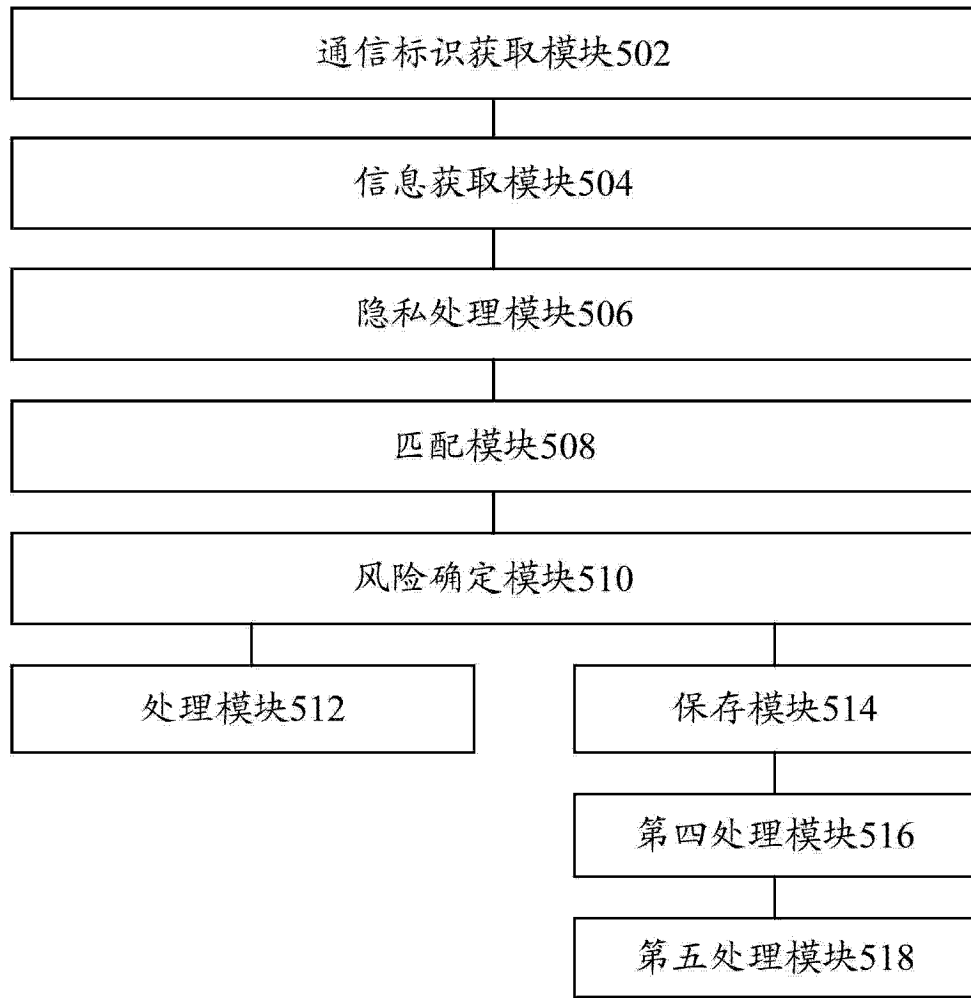 通信标识获取模块502
信息获取模块504
隐私处理模块506
匹配模块508
风险确定模块510
处理模块512
保存模块514
第四处理模块516
第五处理模块518